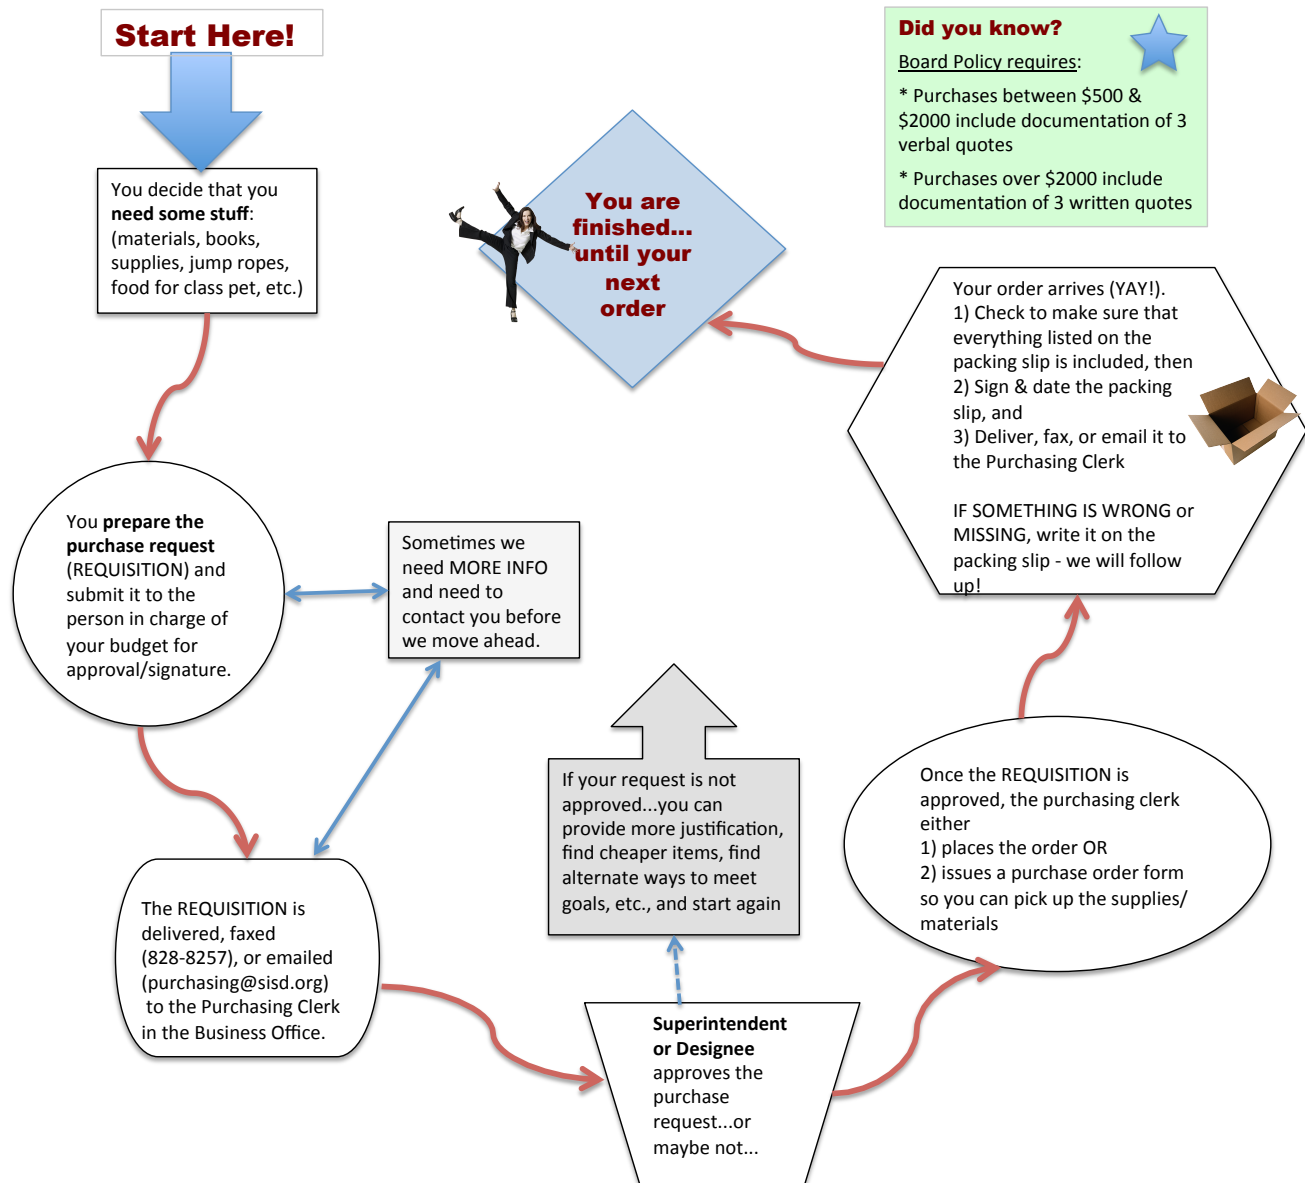 Start Here!
You decide that you
need some stuff:
(materials, books,
supplies, jump ropes,
food for class pet, etc.)
You prepare the
purchase request
(REQUISITION) and
submit it to the
person in charge of
your budget for
approval/signature.
Sometimes we
need MORE INFO
and need to
contact you before
we move ahead.
The REQUISITION is
delivered, faxed
(828-8257), or emailed
(purchasing@sisd.org)
to the Purchasing Clerk
in the Business Office.
Superintendent
or Designee
approves the
purchase
request...or
maybe not...
If your request is not
approved...you can
provide more justification,
find cheaper items, find
alternate ways to meet
goals, etc., and start again
Once the REQUISITION is
approved, the purchasing clerk
either
1) places the order OR
2) issues a purchase order form
so you can pick up the supplies/
materials
Your order arrives (YAY!).
1) Check to make sure that
everything listed on the
packing slip is included, then
2) Sign & date the packing
slip, and
3) Deliver, fax, or email it to
the Purchasing Clerk
IF SOMETHING IS WRONG or
MISSING, write it on the
packing slip - we will follow
up!
You are
finished...
until your
next
order
Did you know?
Board Policy requires:
* Purchases between $500 &
$2000 include documentation of 3
verbal quotes
* Purchases over $2000 include
documentation of 3 written quotes